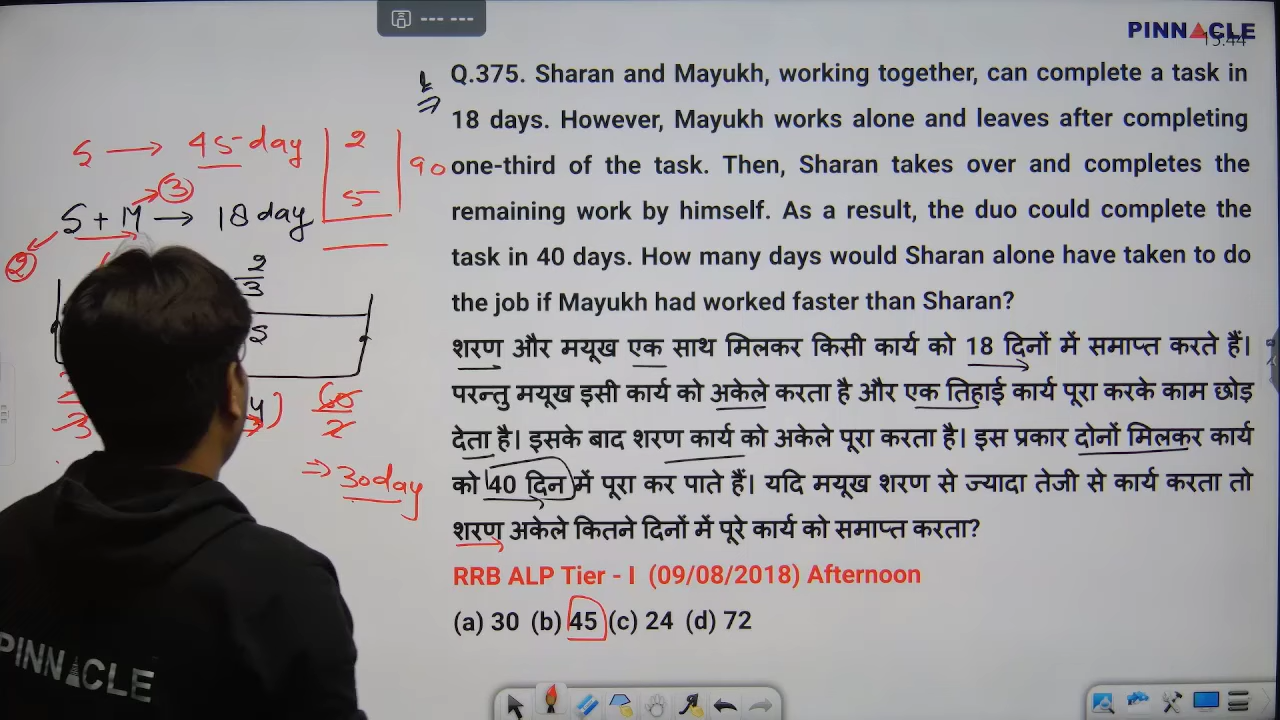 PINNACLE
15:44
Q.375. Sharan and Mayukh, working together, can complete a task in
18 days. However, Mayukh works alone and leaves after completing
one-third of the task. Then, Sharan takes over and completes the
remaining work by himself. As a result, the duo could complete the
task in 40 days. How many days would Sharan alone have taken to do
the job if Mayukh had worked faster than Sharan?
शरण और मयूख एक साथ मिलकर किसी कार्य को 18 दिनों में समाप्त करते हैं।
परन्तु मयूख इसी कार्य को अकेले करता है और एक तिहाई कार्य पूरा करके काम छोड़
देता है। इसके बाद शरण कार्य को अकेले पूरा करता है। इस प्रकार दोनों मिलकर कार्य
को 40 दिन में पूरा कर पाते हैं। यदि मयूख शरण से ज्यादा तेजी से कार्य करता तो
शरण अकेले कितने दिनों में पूरे कार्य को समाप्त करता?
RRB ALP Tier - I (09/08/2018) Afternoon
(a) 30 (b) 45 (c) 24 (d) 72
S → 45 day 2
90
5
3
S + M → 18 day
2
2/3
S
3
y) 60/2
⇒ 30 day
PINNACLE